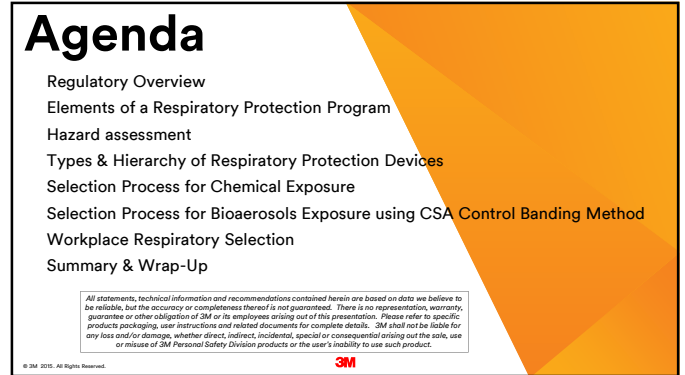 Agenda
Regulatory Overview
Elements of a Respiratory Protection Program
Hazard assessment
Types & Hierarchy of Respiratory Protection Devices
Selection Process for Chemical Exposure
Selection Process for Bioaerosols Exposure using CSA Control Banding Method
Workplace Respiratory Selection
Summary & Wrap-Up
All statements, technical information and recommendations contained herein are based on data we believe to
be reliable, but the accuracy or completeness thereof is not guaranteed. There is no representation, warranty,
guarantee or other obligation of 3M or its employees arising out of this presentation. Please refer to specific
products packaging, user instructions and related documents for complete details. 3M shall not be liable for
any loss and/or damage, whether direct, indirect, incidental, special or consequential arising out the sale, use
or misuse of 3M Personal Safety Division products or the user's inability to use such product.
© 3M 2015. All Rights Reserved.
3M